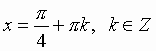 x = π/4 + πk, k ∈ Z